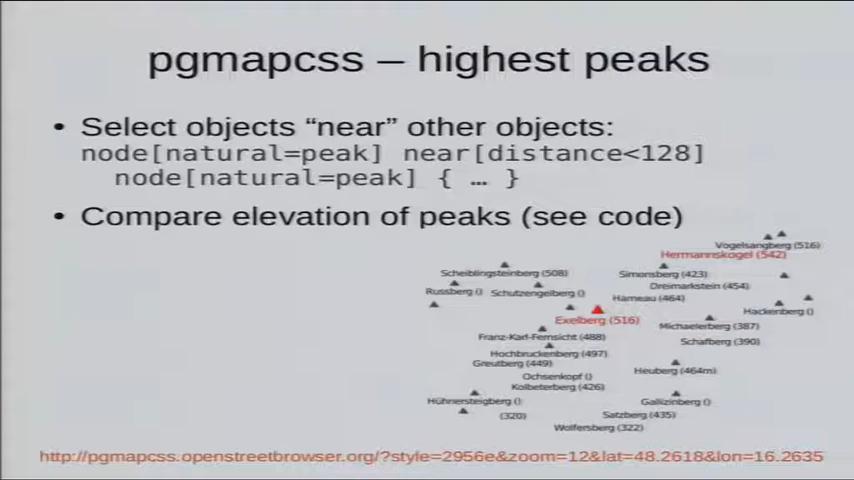 pgmapcss – highest peaks
• Select objects “near” other objects:
node[natural=peak] near[distance<128]
node[natural=peak] { … }
• Compare elevation of peaks (see code)
Vogelsangberg (516)
Hermannskogel (542)
Scheiblingsteinberg (508)
Simonsberg (423)
Dreimarkstein (454)
Russberg ()
Schutzengelberg ()
Hameau (464)
Hackenberg ()
Exelberg (516)
Michaelerberg (387)
Franz-Karl-Fernsicht (488)
Schafberg (390)
Hochbruckenberg (497)
Greutberg (449)
Heuberg (464m)
Ochsenkopf ()
Kolbeterberg (426)
Hühnersteigberg ()
Gallizinberg ()
(320)
Satzberg (435)
Wolfersberg (322)
http://pgmapcss.openstreetbrowser.org/?style=2956e&zoom=12&lat=48.2618&lon=16.2635